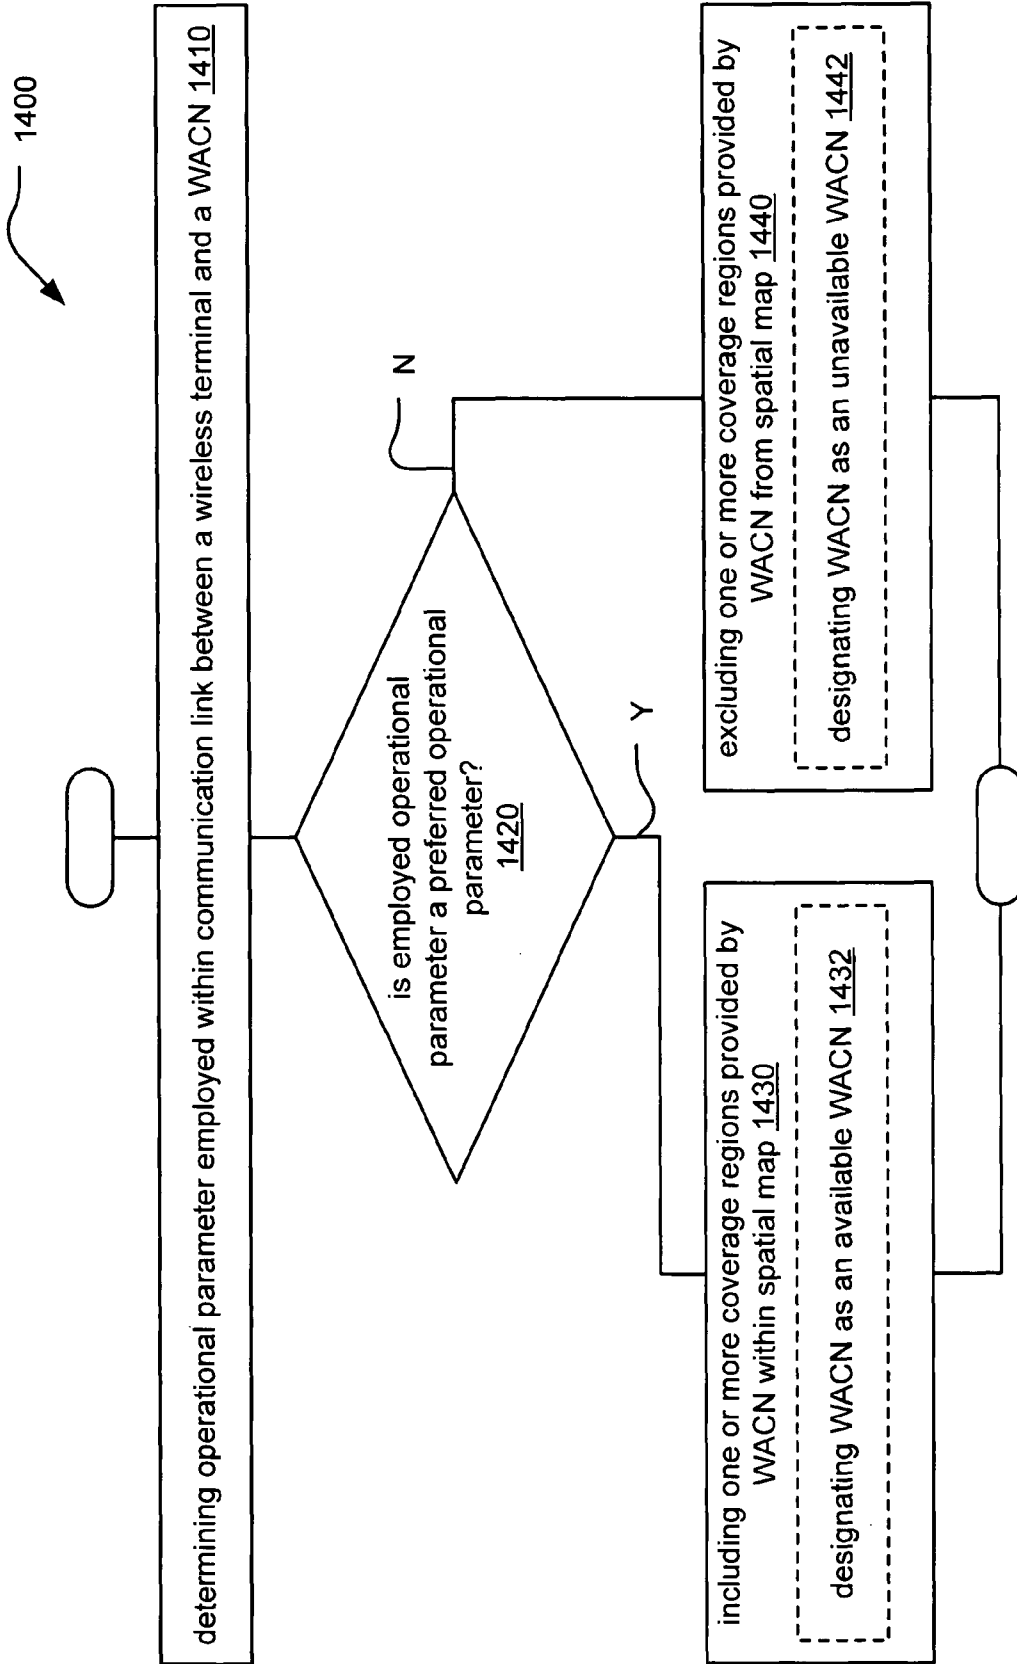 1400
determining operational parameter employed within communication link between a wireless terminal and a WACN 1410
is employed operational
parameter a preferred operational
parameter?
1420
N
Y
including one or more coverage regions provided by
WACN within spatial map 1430
designating WACN as an available WACN 1432
excluding one or more coverage regions provided by
WACN from spatial map 1440
designating WACN as an unavailable WACN 1442